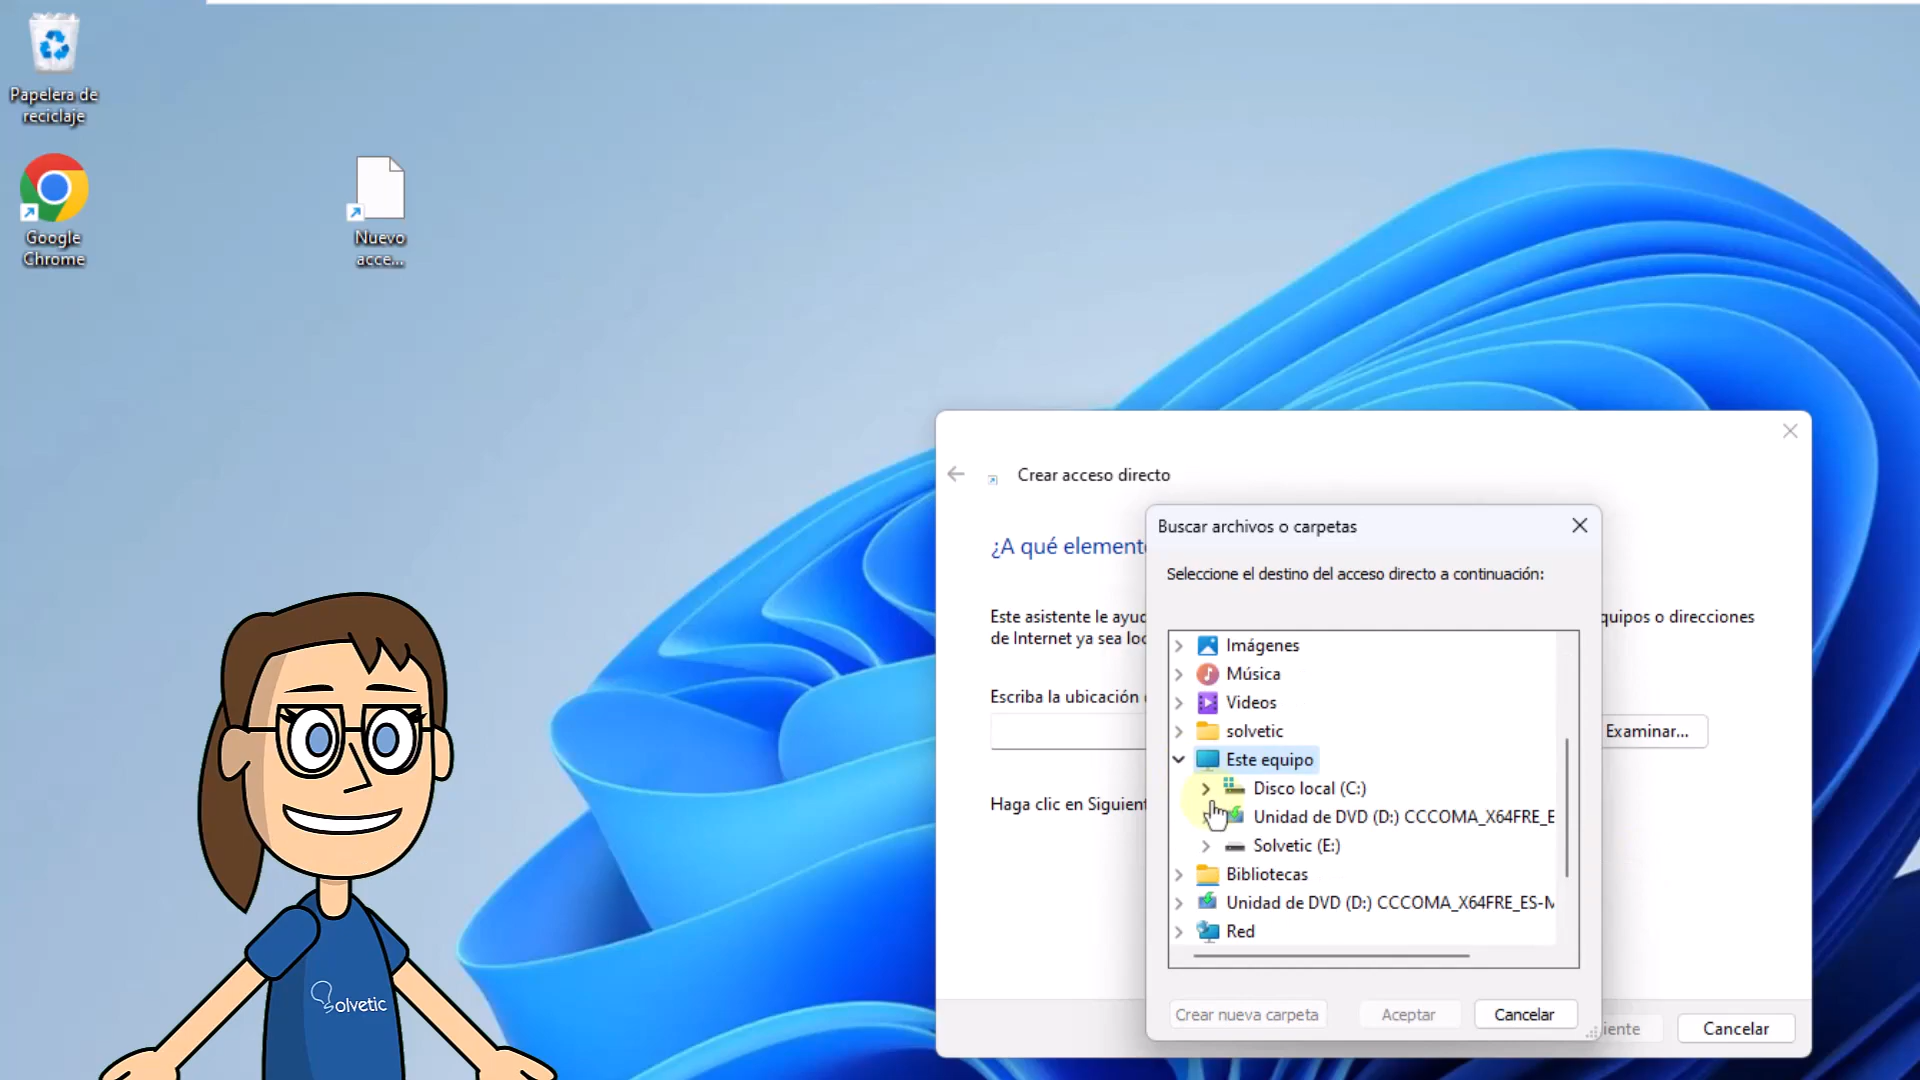 Papelera de
reciclaje
Google
Chrome
Nuevo
acce...
Crear acceso directo
¿A qué element
Este asistente le ayu
quipos o direcciones
de Internet ya sea loc
Escriba la ubicación
Examinar...
Haga clic en Siguient
Buscar archivos o carpetas
Seleccione el destino del acceso directo a continuación:
Imágenes
Música
Videos
solvetic
Este equipo
Disco local (C:)
Unidad de DVD (D:) CCCOMA_X64FRE_E
Solvetic (E:)
Bibliotecas
Unidad de DVD (D:) CCCOMA_X64FRE_ES-M
Red
Crear nueva carpeta
Aceptar
Cancelar
iente
Cancelar
Solvetic